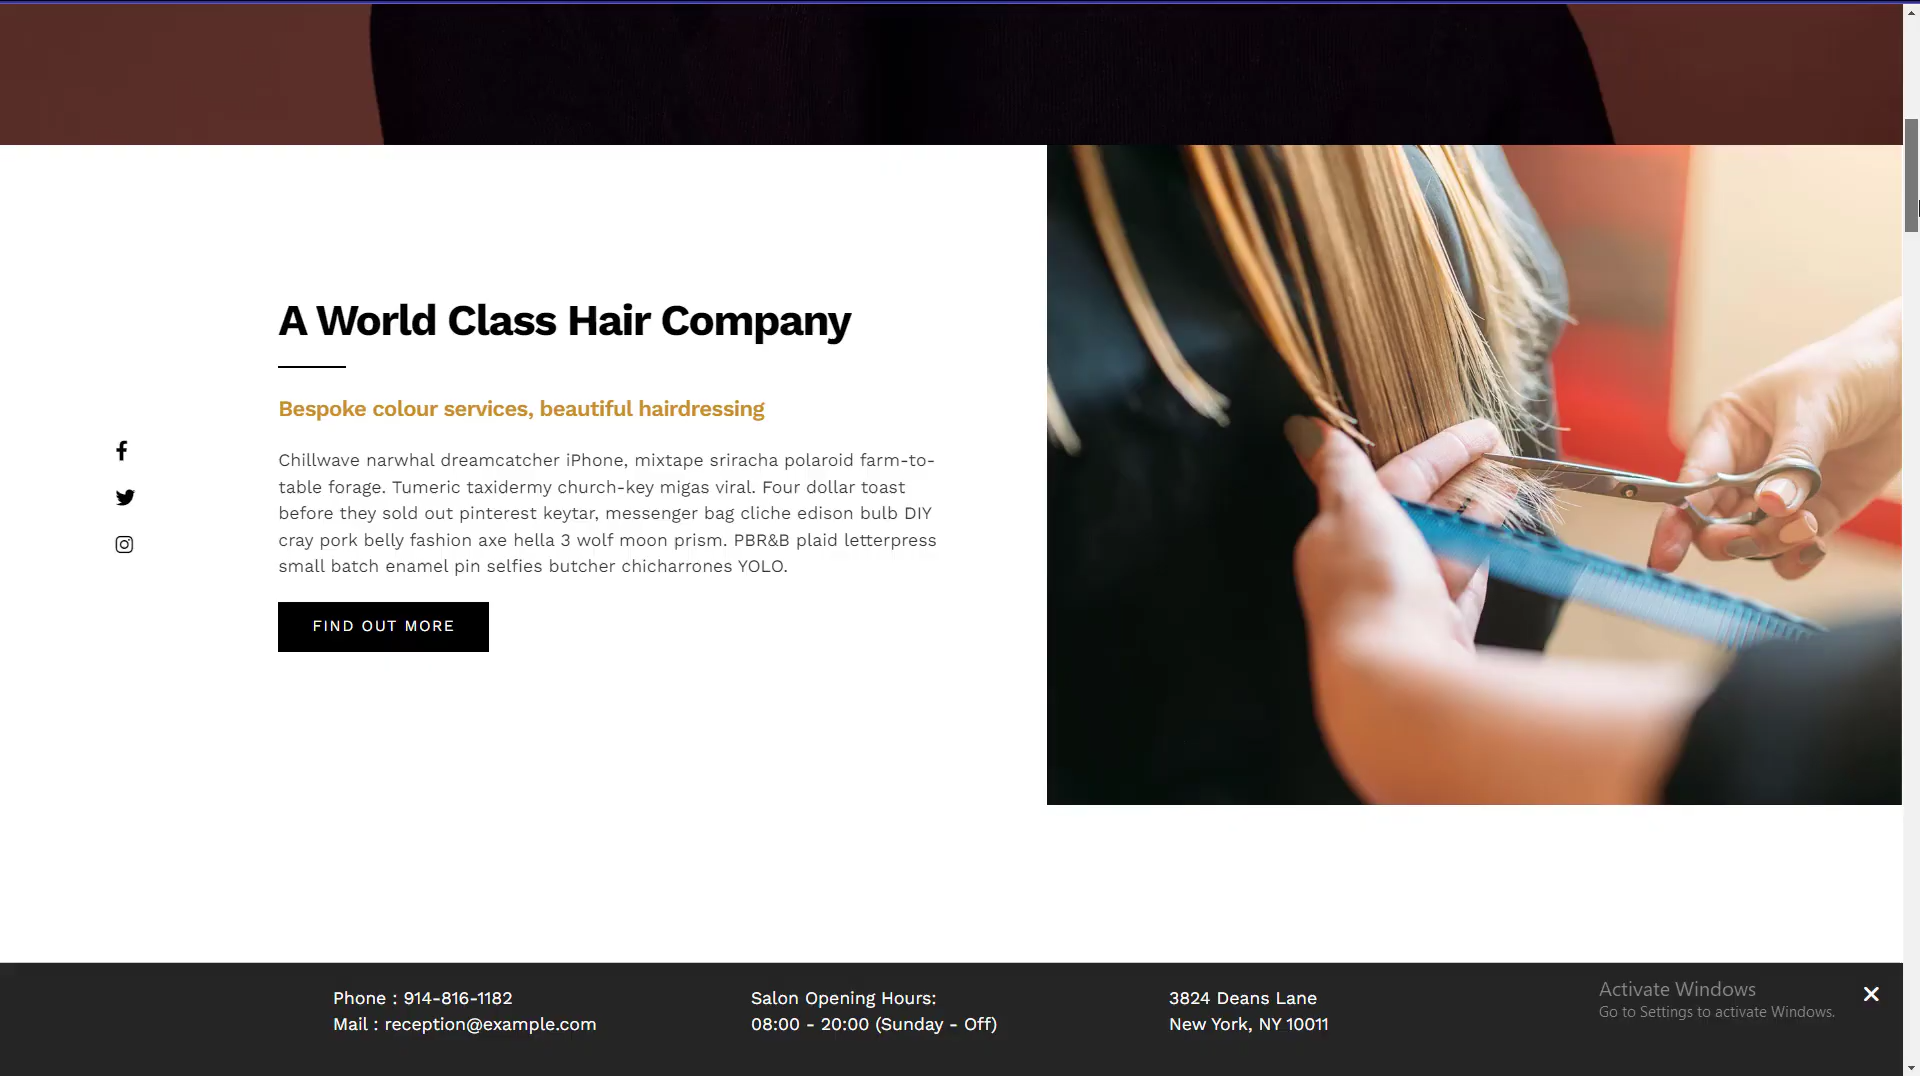 A World Class Hair Company
Bespoke colour services, beautiful hairdressing
Chillwave narwhal dreamcatcher iPhone, mixtape sriracha polaroid farm-to-
table forage. Tumeric taxidermy church-key migas viral. Four dollar toast
before they sold out pinterest keytar, messenger bag cliche edison bulb DIY
cray pork belly fashion axe hella 3 wolf moon prism. PBR&B plaid letterpress
small batch enamel pin selfies butcher chicharrones YOLO.
FIND OUT MORE
Phone : 914-816-1182
Mail : reception@example.com
Salon Opening Hours:
08:00 - 20:00 (Sunday - Off)
3824 Deans Lane
New York, NY 10011
Activate Windows
Go to Settings to activate Windows.